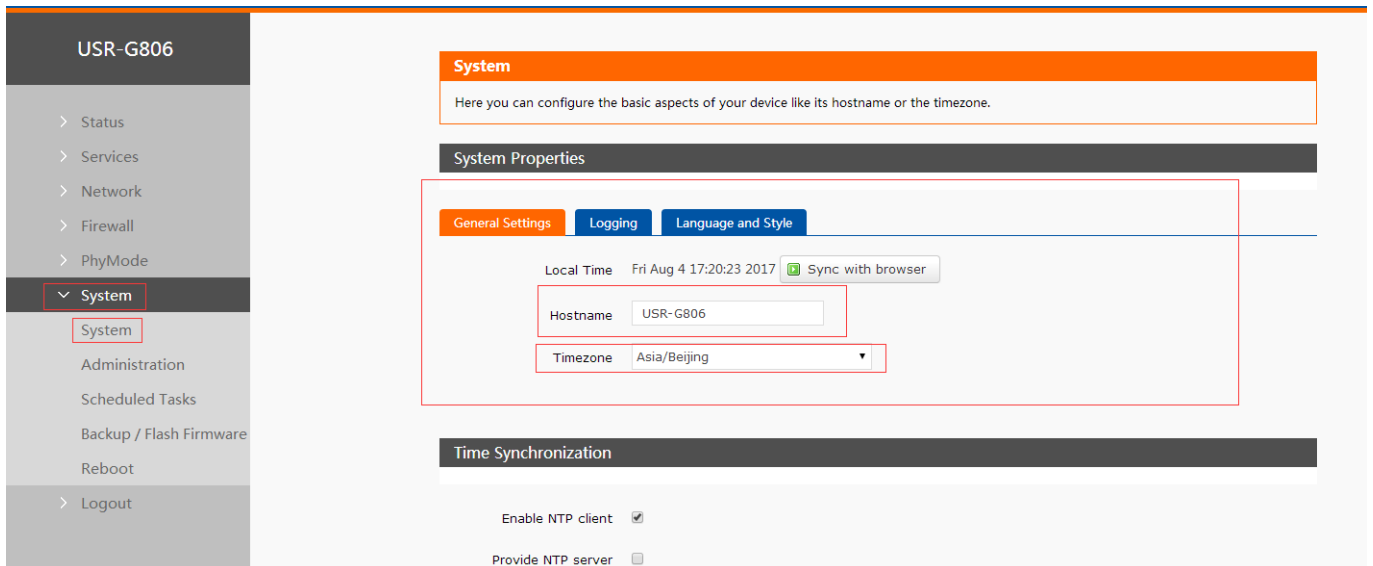 USR-G806
Status
Services
Network
Firewall
PhyMode
System
System
Administration
Scheduled Tasks
Backup / Flash Firmware
Reboot
Logout
System
Here you can configure the basic aspects of your device like its hostname or the timezone.
System Properties
General Settings Logging Language and Style
Local Time Fri Aug 4 17:20:23 2017 Sync with browser
Hostname USR-G806
Timezone Asia/Beijing
Time Synchronization
Enable NTP client
Provide NTP server